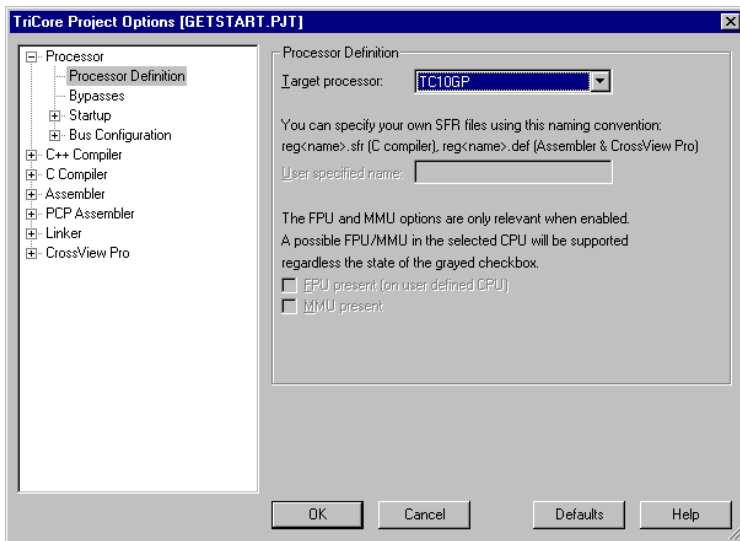 TriCore Project Options [GETSTART.PJT]
Processor
Processor Definition
Bypasses
Startup
Bus Configuration
C++ Compiler
C Compiler
Assembler
PCP Assembler
Linker
CrossView Pro
Processor Definition
Target processor: TC10GP
You can specify your own SFR files using this naming convention:
reg<name>.sfr (C compiler), reg<name>.def (Assembler & CrossView Pro)
User specified name:
The FPU and MMU options are only relevant when enabled.
A possible FPU/MMU in the selected CPU will be supported
regardless the state of the grayed checkbox.
FPU present (on user defined CPU)
MMU present
OK Cancel Defaults Help